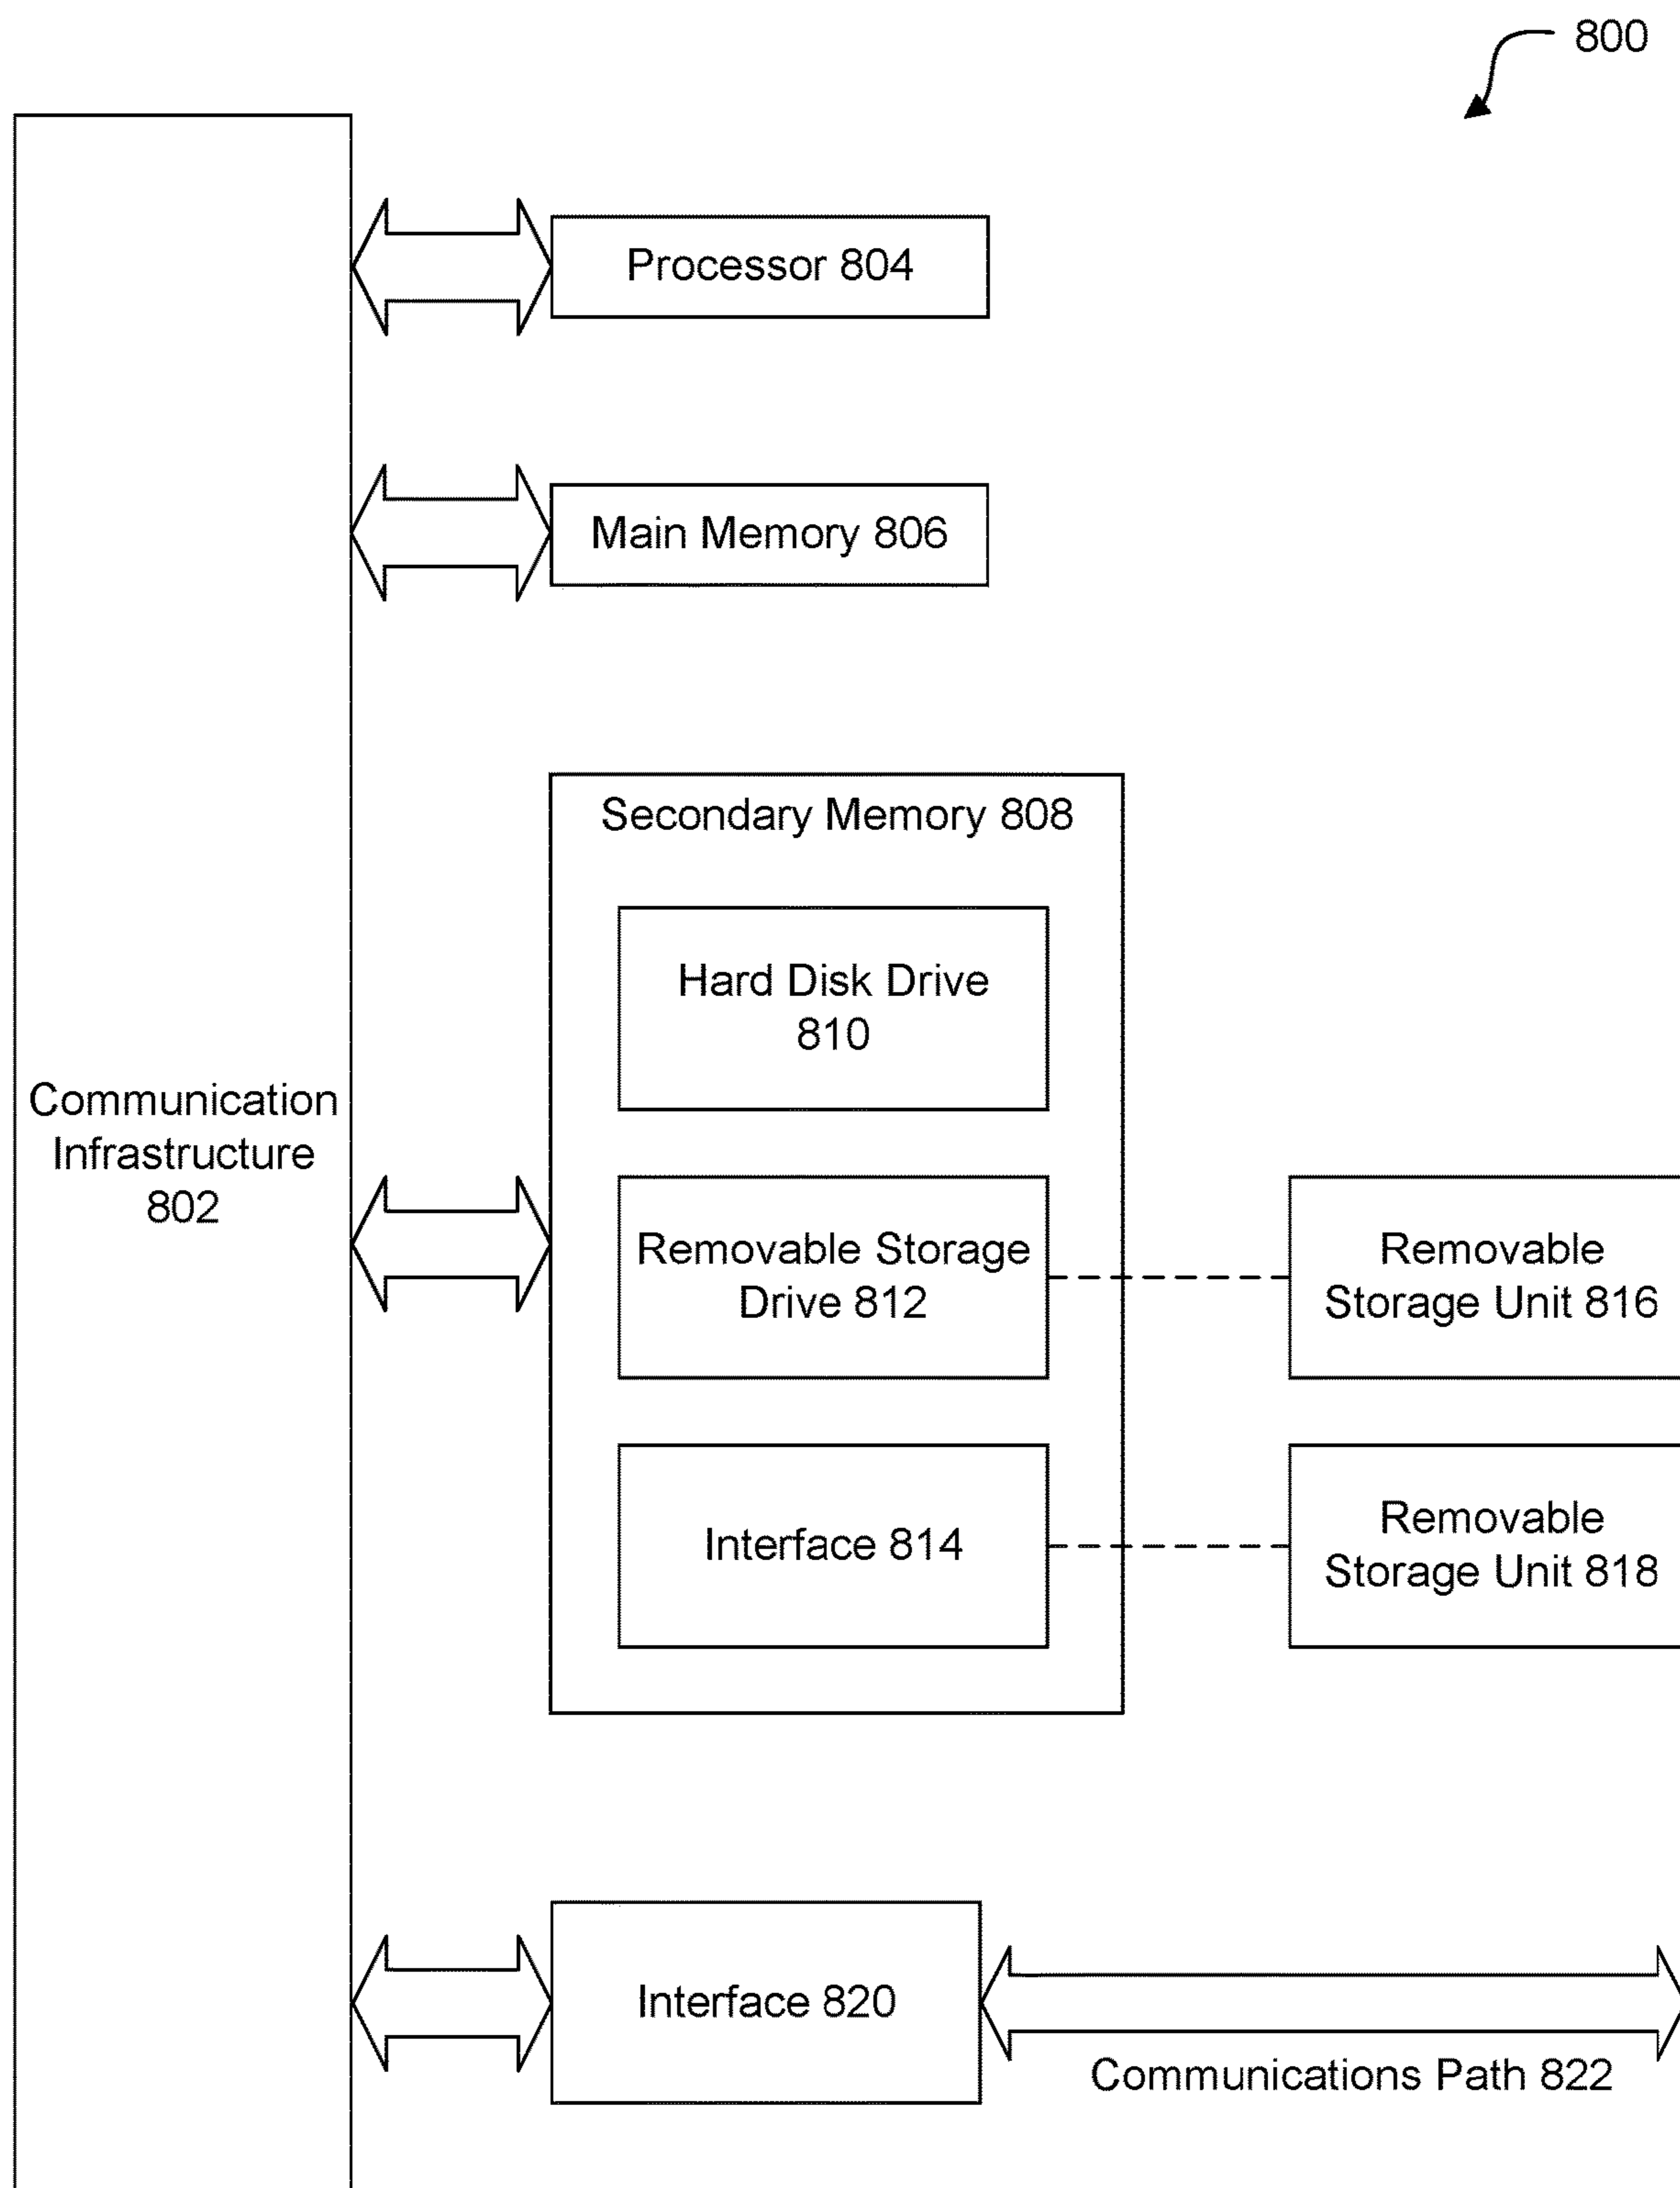 800
Processor 804
Main Memory 806
Secondary Memory 808
Hard Disk Drive
810
Communication
Infrastructure
802
Removable Storage
Drive 812
Removable
Storage Unit 816
Interface 814
Removable
Storage Unit 818
Interface 820
Communications Path 822